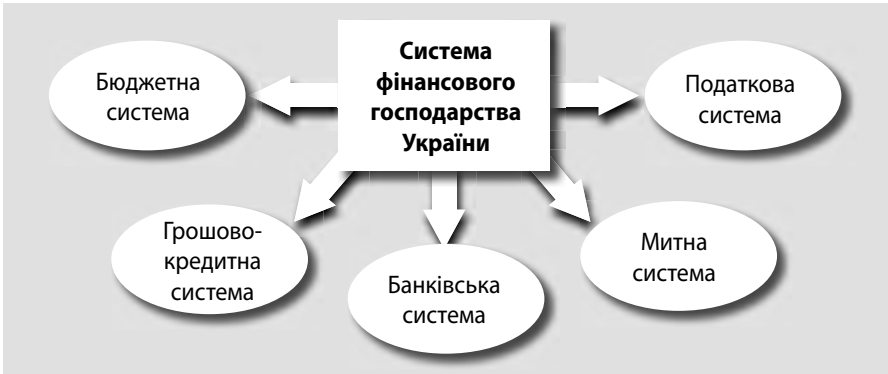 Система
фінансового
господарства
України
Бюджетна
система
Податкова
система
Грошово-
кредитна
система
Банківська
система
Митна
система